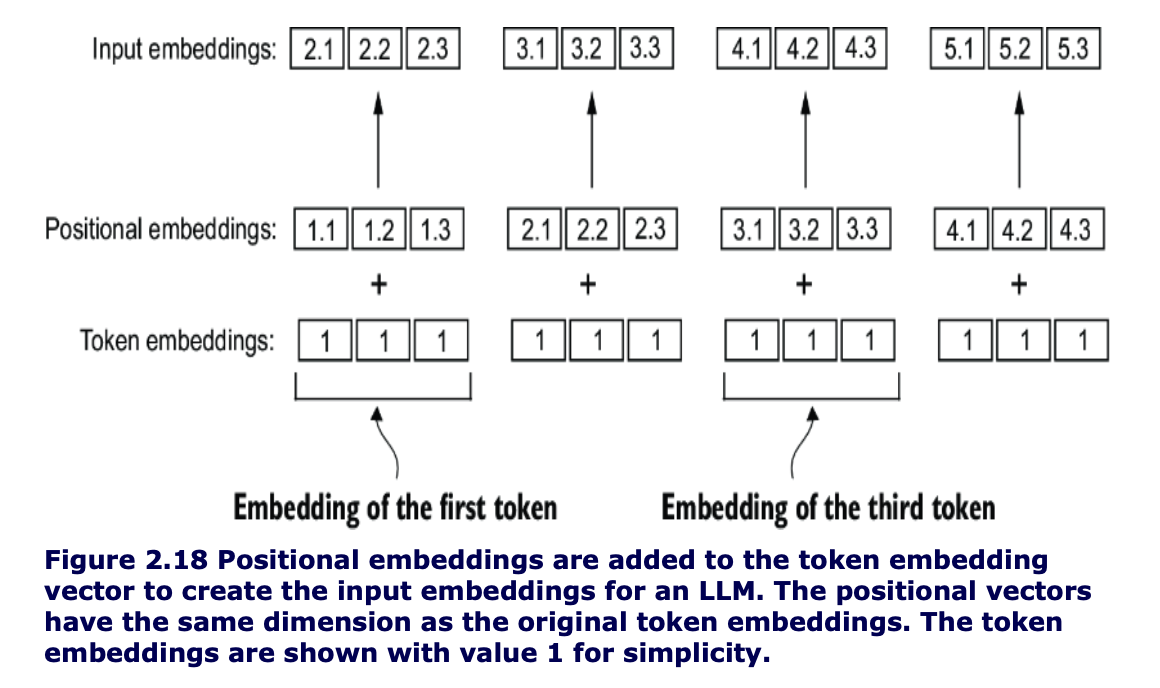 Input embeddings: 2.1 2.2 2.3 3.1 3.2 3.3 4.1 4.2 4.3 5.1 5.2 5.3
Positional embeddings: 1.1 1.2 1.3 2.1 2.2 2.3 3.1 3.2 3.3 4.1 4.2 4.3
+ + + +
Token embeddings: 1 1 1 1 1 1 1 1 1 1 1 1
Embedding of the first token Embedding of the third token
Figure 2.18 Positional embeddings are added to the token embedding
vector to create the input embeddings for an LLM. The positional vectors
have the same dimension as the original token embeddings. The token
embeddings are shown with value 1 for simplicity.